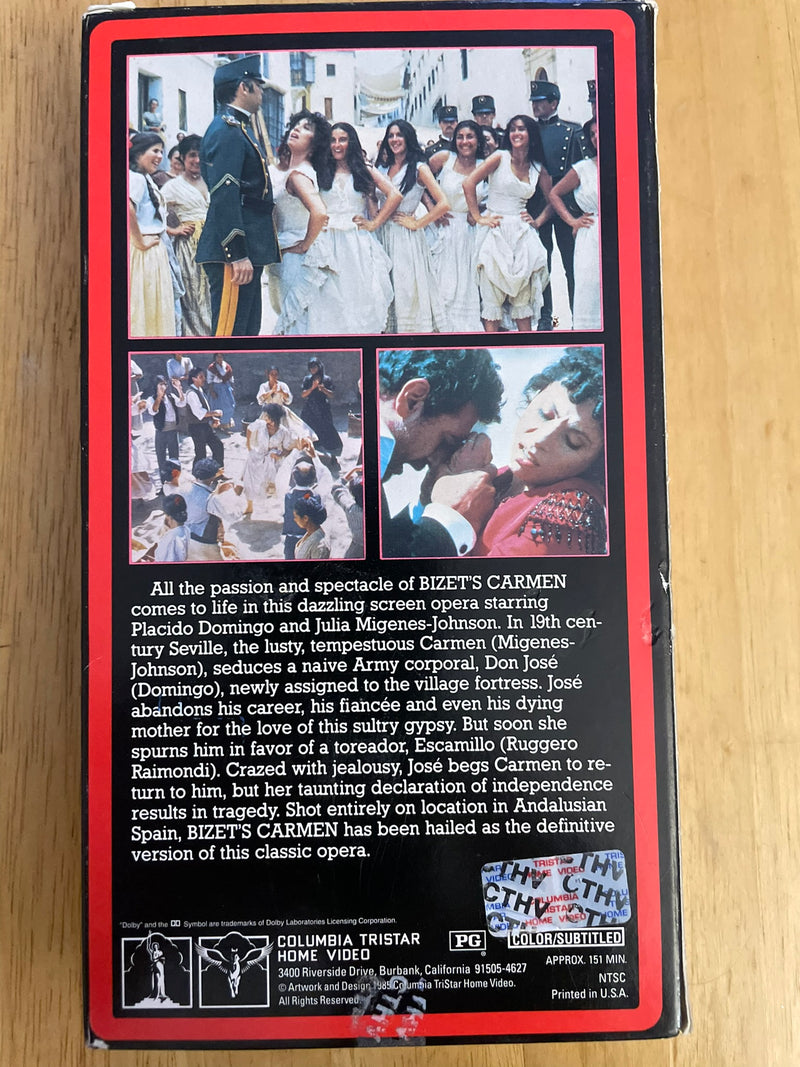 All the passion and spectacle of BIZET'S CARMEN
comes to life in this dazzling screen opera starring
Placido Domingo and Julia Migenes-Johnson. In 19th cen-
tury Seville, the lusty, tempestuous Carmen (Migenes-
Johnson), seduces a naive Army corporal, Don José
(Domingo), newly assigned to the village fortress. José
abandons his career, his fiancée and even his dying
mother for the love of this sultry gypsy. But soon she
spurns him in favor of a toreador, Escamillo (Ruggero
Raimondi). Crazed with jealousy, José begs Carmen to re-
turn to him, but her taunting declaration of independence
results in tragedy. Shot entirely on location in Andalusian
Spain, BIZET'S CARMEN has been hailed as the definitive
version of this classic opera.
CTHV CTHV
"Dolby" and the DD Symbol are trademarks of Dolby Laboratories Licensing Corporation.
COLUMBIA TRISTAR
HOME VIDEO
3400 Riverside Drive, Burbank, California 91505-4627
© Artwork and Design 1985 Columbia TriStar Home Video.
All Rights Reserved.
PG
COLOR/SUBTITLED
APPROX. 151 MIN.
NTSC
Printed in U.S.A.